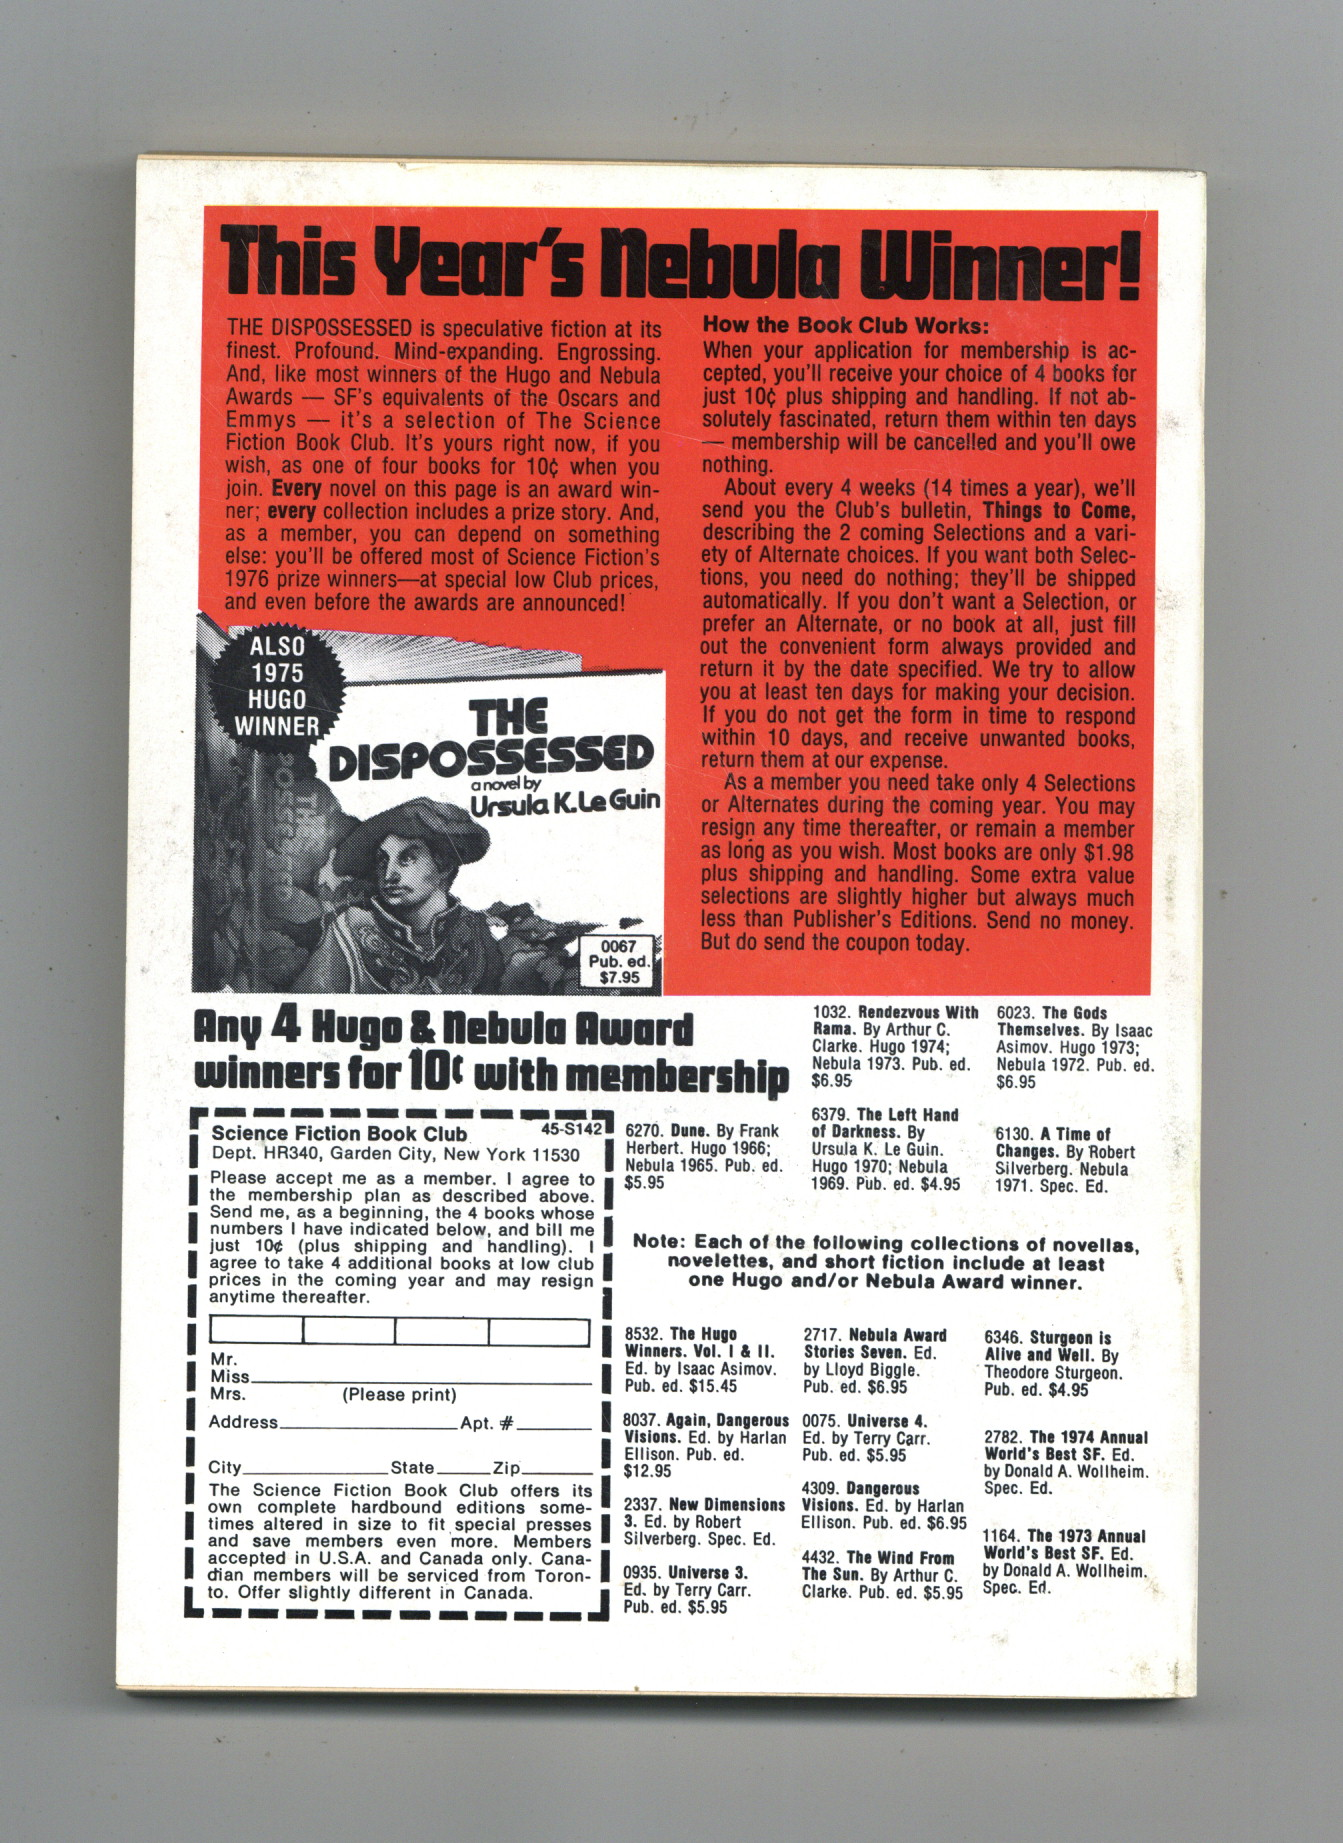 This Year's Nebula Winner!
THE DISPOSSESSED is speculative fiction at its
finest. Profound. Mind-expanding. Engrossing.
And, like most winners of the Hugo and Nebula
Awards — SF's equivalents of the Oscars and
Emmys — it's a selection of The Science
Fiction Book Club. It's yours right now, if you
wish, as one of four books for 10¢ when you
join. Every novel on this page is an award win-
ner; every collection includes a prize story. And,
as a member, you can depend on something
else: you'll be offered most of Science Fiction's
1976 prize winners—at special low Club prices,
and even before the awards are announced!
ALSO
1975
HUGO
WINNER
THE
DISPOSSESSED
a novel by
Ursula K. Le Guin
0067
Pub. ed.
$7.95
How the Book Club Works:
When your application for membership is ac-
cepted, you'll receive your choice of 4 books for
just 10¢ plus shipping and handling. If not ab-
solutely fascinated, return them within ten days
— membership will be cancelled and you'll owe
nothing.
About every 4 weeks (14 times a year), we'll
send you the Club's bulletin, Things to Come,
describing the 2 coming Selections and a vari-
ety of Alternate choices. If you want both Selec-
tions, you need do nothing; they'll be shipped
automatically. If you don't want a Selection, or
prefer an Alternate, or no book at all, just fill
out the convenient form always provided and
return it by the date specified. We try to allow
you at least ten days for making your decision.
If you do not get the form in time to respond
within 10 days, and receive unwanted books,
return them at our expense.
As a member you need take only 4 Selections
or Alternates during the coming year. You may
resign any time thereafter, or remain a member
as long as you wish. Most books are only $1.98
plus shipping and handling. Some extra value
selections are slightly higher but always much
less than Publisher's Editions. Send no money.
But do send the coupon today.
Any 4 Hugo & Nebula Award
winners for 10¢ with membership
45-S142
Science Fiction Book Club
Dept. HR340, Garden City, New York 11530
Please accept me as a member. I agree to
the membership plan as described above.
Send me, as a beginning, the 4 books whose
numbers I have indicated below, and bill me
just 10¢ (plus shipping and handling). I
agree to take 4 additional books at low club
prices in the coming year and may resign
anytime thereafter.
Mr.
Miss
Mrs. (Please print)
Address Apt. #
City State Zip
The Science Fiction Book Club offers its
own complete hardbound editions some-
times altered in size to fit special presses
and save members even more. Members
accepted in U.S.A. and Canada only. Cana-
dian members will be serviced from Toron-
to. Offer slightly different in Canada.
1032. Rendezvous With
Rama. By Arthur C.
Clarke. Hugo 1974;
Nebula 1973. Pub. ed.
$6.95
6023. The Gods
Themselves. By Isaac
Asimov. Hugo 1973;
Nebula 1972. Pub. ed.
$6.95
6270. Dune. By Frank
Herbert. Hugo 1966;
Nebula 1965. Pub. ed.
$5.95
6379. The Left Hand
of Darkness. By
Ursula K. Le Guin.
Hugo 1970; Nebula
1969. Pub. ed. $4.95
6130. A Time of
Changes. By Robert
Silverberg. Nebula
1971. Spec. Ed.
Note: Each of the following collections of novellas,
novelettes, and short fiction include at least
one Hugo and/or Nebula Award winner.
8532. The Hugo
Winners. Vol. I & II.
Ed. by Isaac Asimov.
Pub. ed. $15.45
8037. Again, Dangerous
Visions. Ed. by Harlan
Ellison. Pub. ed.
$12.95
2337. New Dimensions
3. Ed. by Robert
Silverberg. Spec. Ed.
0935. Universe 3.
Ed. by Terry Carr.
Pub. ed. $5.95
2717. Nebula Award
Stories Seven. Ed.
by Lloyd Biggle.
Pub. ed. $6.95
0075. Universe 4.
Ed. by Terry Carr.
Pub. ed. $5.95
4309. Dangerous
Visions. Ed. by Harlan
Ellison. Pub. ed. $6.95
4432. The Wind From
The Sun. By Arthur C.
Clarke. Pub. ed. $5.95
6346. Sturgeon is
Alive and Well. By
Theodore Sturgeon.
Pub. ed. $4.95
2782. The 1974 Annual
World's Best SF. Ed.
by Donald A. Wollheim.
Spec. Ed.
1164. The 1973 Annual
World's Best SF. Ed.
by Donald A. Wollheim.
Spec. Ed.